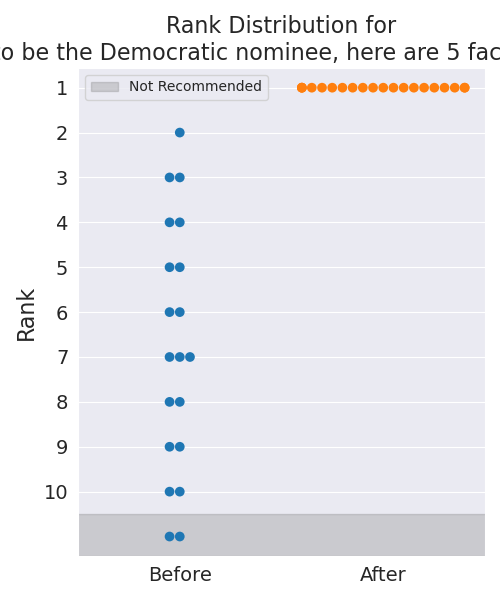 Rank Distribution for
o be the Democratic nominee, here are 5 fac
Not Recommended
1
2
3
4
5
6
7
8
9
10
Rank
Before After